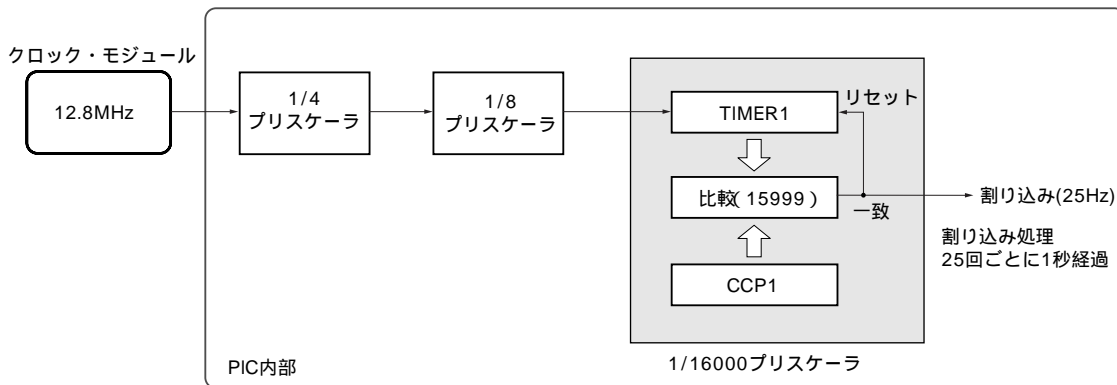 クロック・モジュール
12.8MHz
1/4
プリスケーラ
1/8
プリスケーラ
TIMER1
リセット
比較(15999)
一致
CCP1
割り込み(25Hz)
割り込み処理
25回ごとに1秒経過
PIC内部
1/16000プリスケーラ